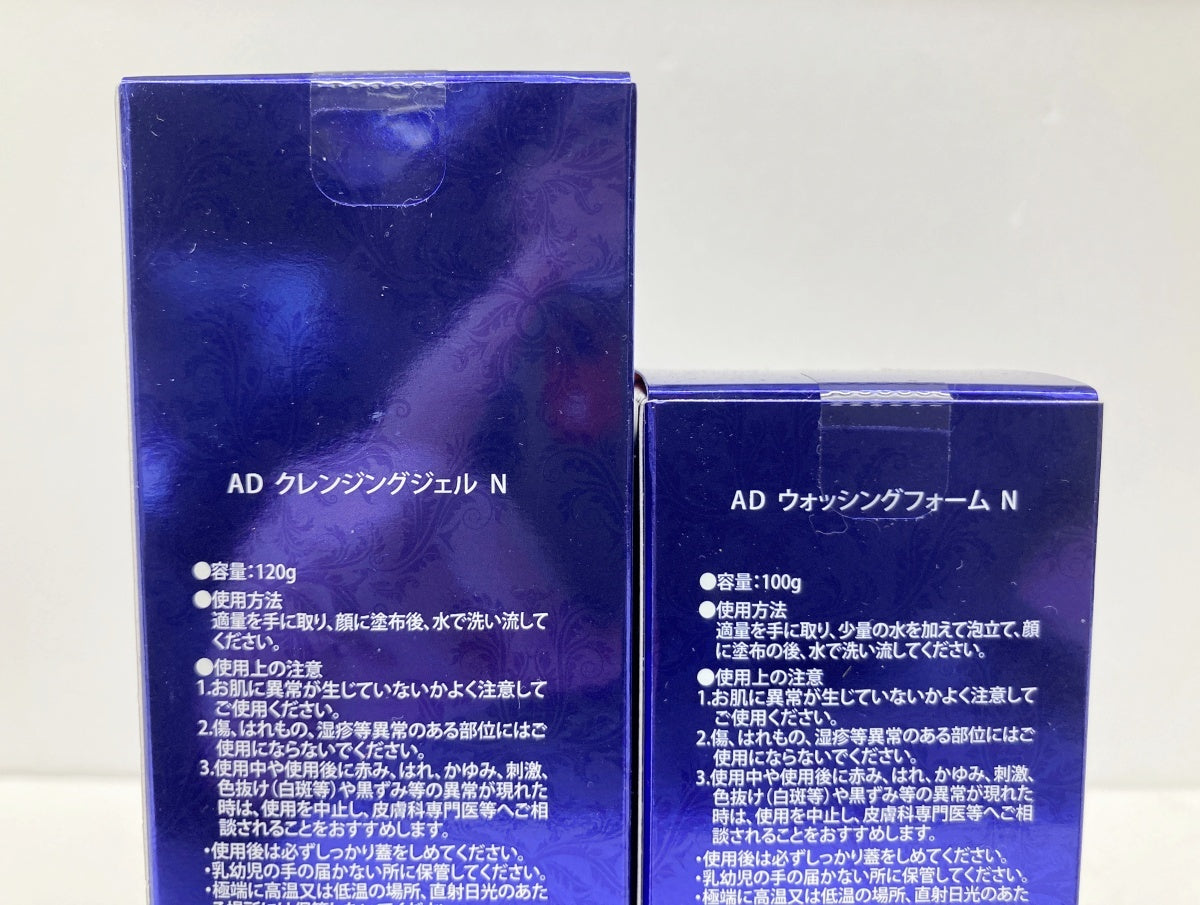 AD クレンジングジェル N
●容量:120g
●使用方法
適量を手に取り、顔に塗布後、水で洗い流して
ください。
●使用上の注意
1.お肌に異常が生じていないかよく注意して
ご使用ください。
2.傷、はれもの、湿疹等異常のある部位にはご
使用にならないでください。
3.使用中や使用後に赤み、はれ、かゆみ、刺激、
色抜け(白斑等)や黒ずみ等の異常が現れた
時は、使用を中止し、皮膚科専門医等へご相
談されることをおすすめします。
・使用後は必ずしっかり蓋をしめてください。
・乳幼児の手の届かない所に保管してください。
・極端に高温又は低温の場所、直射日光のあた
AD ウォッシングフォーム N
●容量:100g
●使用方法
適量を手に取り、少量の水を加えて泡立て、顔
に塗布の後、水で洗い流してください。
●使用上の注意
1.お肌に異常が生じていないかよく注意して
ご使用ください。
2.傷、はれもの、湿疹等異常のある部位にはご
使用にならないでください。
3.使用中や使用後に赤み、はれ、かゆみ、刺激、
色抜け(白斑等)や黒ずみ等の異常が現れた
時は、使用を中止し、皮膚科専門医等へご相
談されることをおすすめします。
・使用後は必ずしっかり蓋をしめてください。
・乳幼児の手の届かない所に保管してください。
・極端に高温又は低温の場所、直射日光のあた